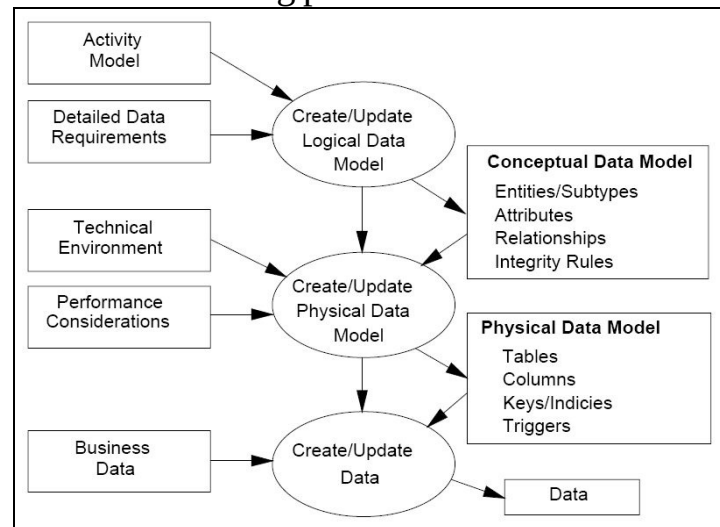 Activity
Model
Detailed Data
Requirements
Create/Update
Logical Data
Model
Conceptual Data Model
Entities/Subtypes
Attributes
Relationships
Integrity Rules
Technical
Environment
Performance
Considerations
Create/Update
Physical Data
Model
Physical Data Model
Tables
Columns
Keys/Indicies
Triggers
Business
Data
Create/Update
Data
Data